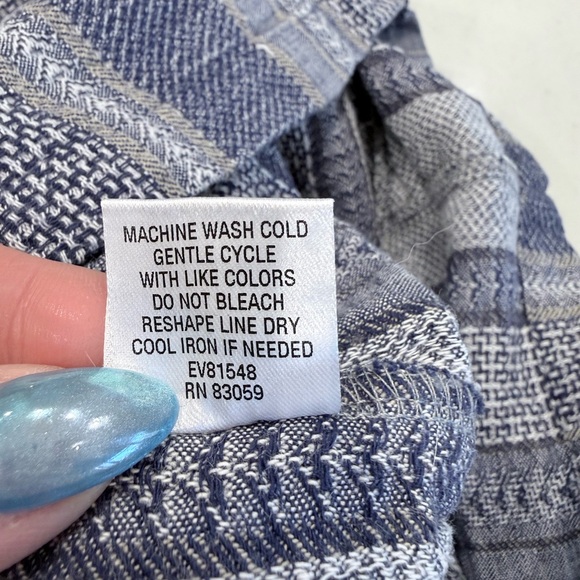 MACHINE WASH COLD
GENTLE CYCLE
WITH LIKE COLORS
DO NOT BLEACH
RESHAPE LINE DRY
COOL IRON IF NEEDED
EV81548
RN 83059